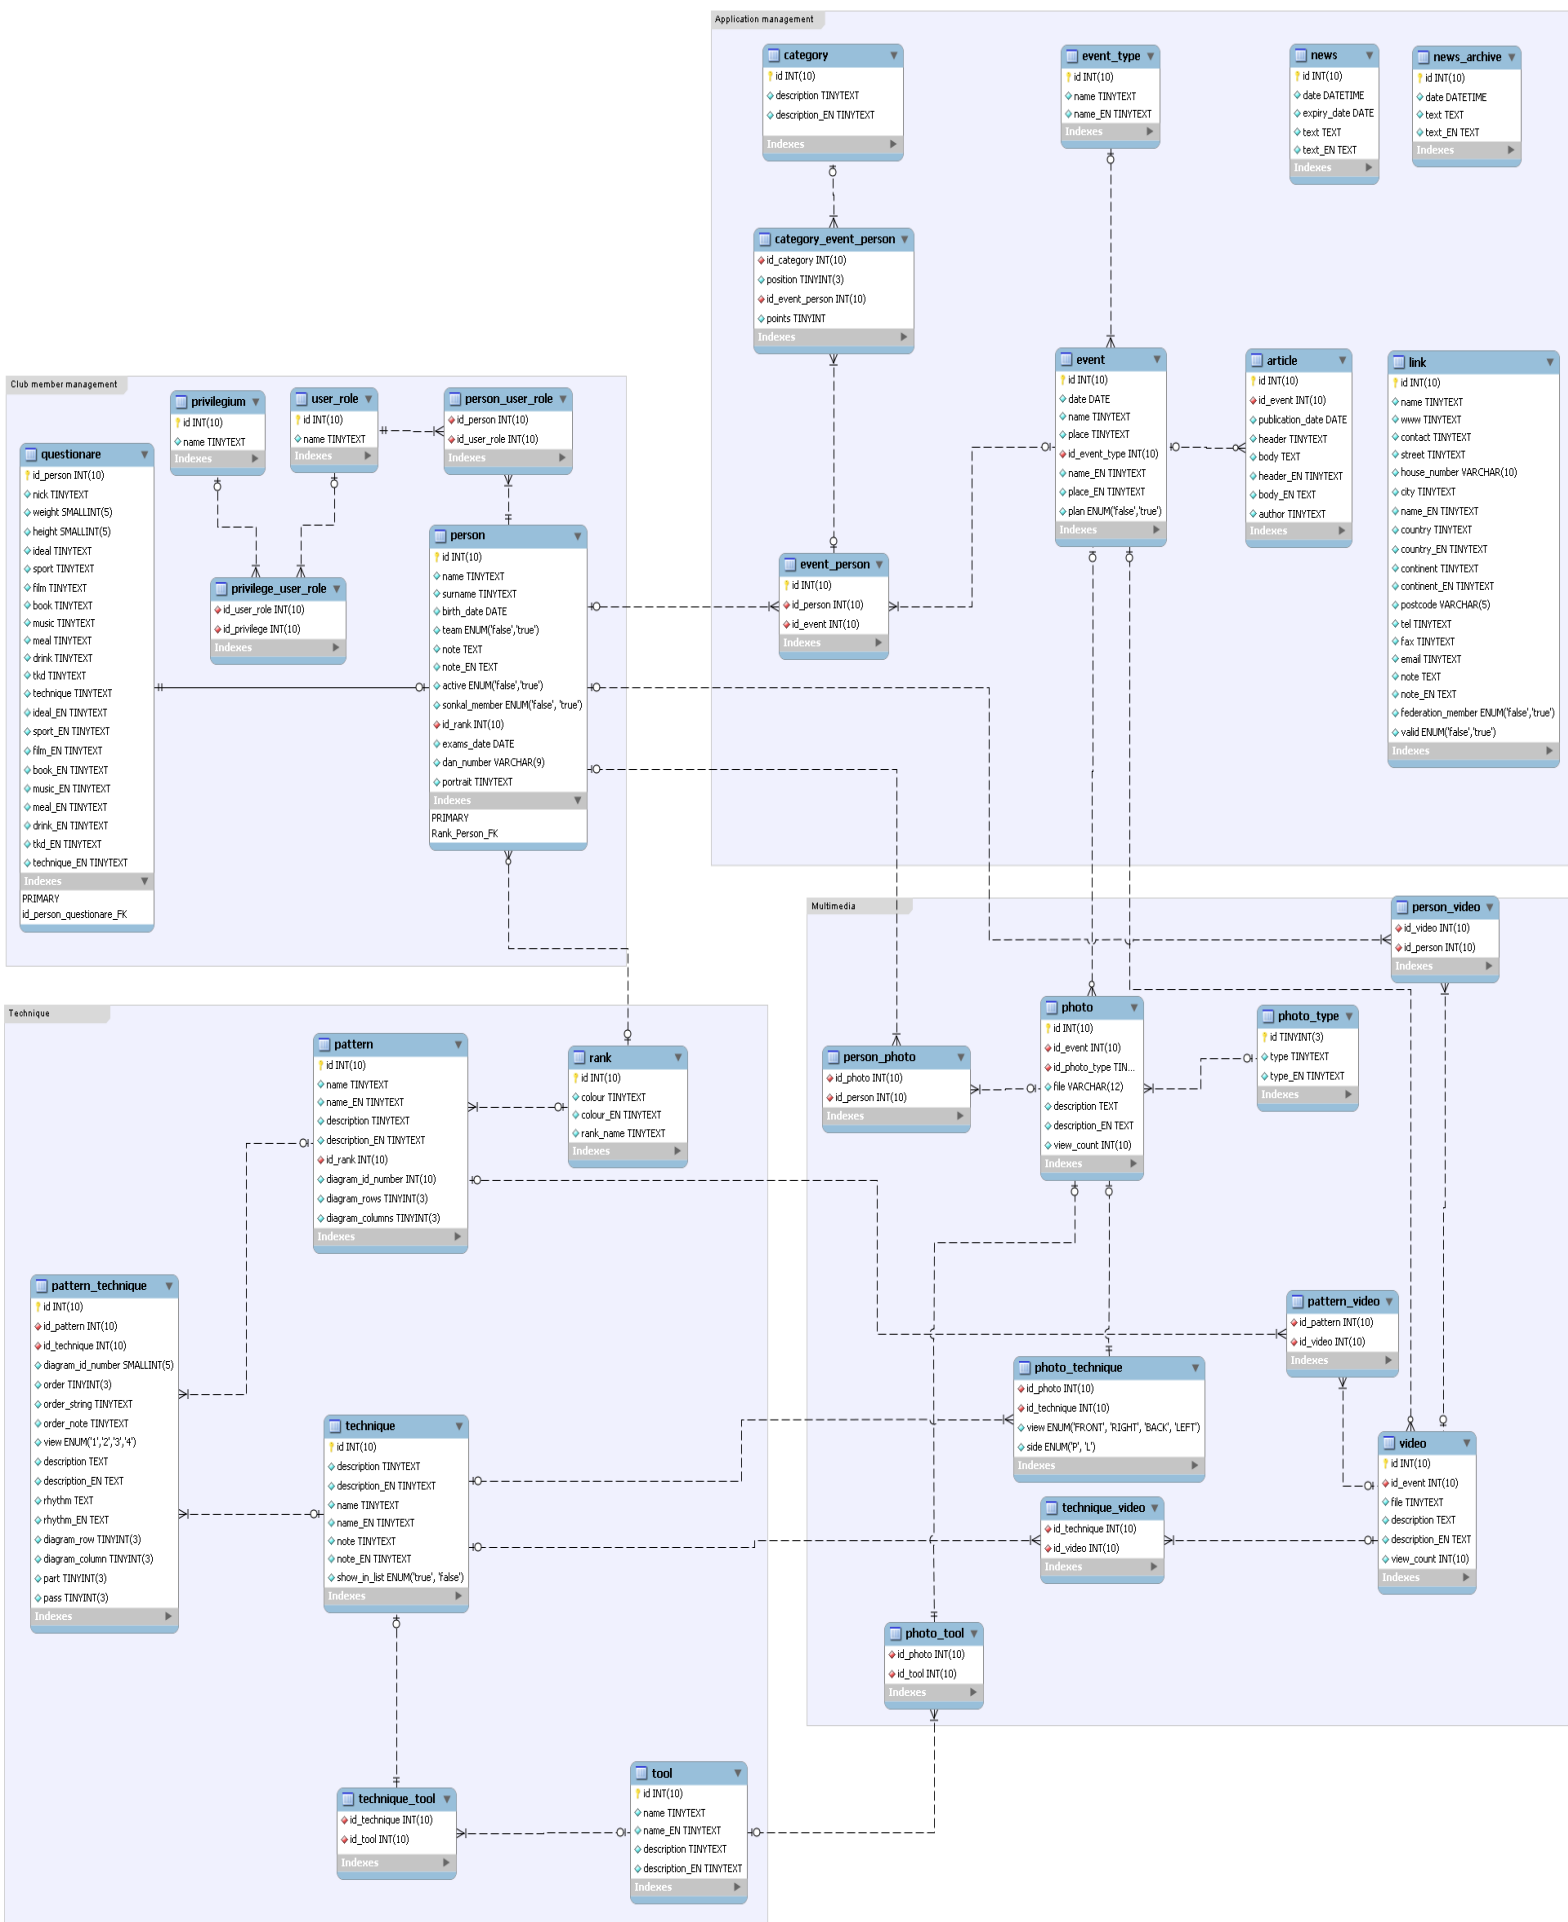 Application management
category
id INT(10)
description TINYTEXT
description_EN TINYTEXT
Indexes
event_type
id INT(10)
name TINYTEXT
name_EN TINYTEXT
Indexes
news
id INT(10)
date DATETIME
expiry_date DATE
text TEXT
text_EN TEXT
Indexes
news_archive
id INT(10)
date DATETIME
text TEXT
text_EN TEXT
Indexes
category_event_person
id_category INT(10)
position TINYINT(3)
id_event_person INT(10)
points TINYINT
Indexes
event
id INT(10)
date DATE
name TINYTEXT
place TINYTEXT
id_event_type INT(10)
name_EN TINYTEXT
place_EN TINYTEXT
plan ENUM('false','true')
Indexes
article
id INT(10)
id_event INT(10)
publication_date DATE
header TINYTEXT
body TEXT
header_EN TINYTEXT
body_EN TEXT
author TINYTEXT
Indexes
link
id INT(10)
name TINYTEXT
www TINYTEXT
contact TINYTEXT
street TINYTEXT
house_number VARCHAR(10)
city TINYTEXT
name_EN TINYTEXT
country TINYTEXT
country_EN TINYTEXT
continent TINYTEXT
continent_EN TINYTEXT
postcode VARCHAR(5)
tel TINYTEXT
fax TINYTEXT
email TINYTEXT
note TEXT
note_EN TEXT
federation_member ENUM('false','true')
valid ENUM('false','true')
Indexes
event_person
id INT(10)
id_person INT(10)
id_event INT(10)
Indexes
Club member management
privilegium
id INT(10)
name TINYTEXT
Indexes
user_role
id INT(10)
name TINYTEXT
Indexes
person_user_role
id_person INT(10)
id_user_role INT(10)
Indexes
questionare
id_person INT(10)
nick TINYTEXT
weight SMALLINT(5)
height SMALLINT(5)
ideal TINYTEXT
sport TINYTEXT
film TINYTEXT
book TINYTEXT
music TINYTEXT
meal TINYTEXT
drink TINYTEXT
tkd TINYTEXT
technique TINYTEXT
ideal_EN TINYTEXT
sport_EN TINYTEXT
film_EN TINYTEXT
book_EN TINYTEXT
music_EN TINYTEXT
meal_EN TINYTEXT
drink_EN TINYTEXT
tkd_EN TINYTEXT
technique_EN TINYTEXT
Indexes
PRIMARY
id_person_questionare_FK
privilege_user_role
id_user_role INT(10)
id_privilege INT(10)
Indexes
person
id INT(10)
name TINYTEXT
surname TINYTEXT
birth_date DATE
team ENUM('false','true')
note TEXT
note_EN TEXT
active ENUM('false','true')
sonkal_member ENUM('false', 'true')
id_rank INT(10)
exams_date DATE
dan_number VARCHAR(9)
portrait TINYTEXT
Indexes
PRIMARY
Rank_Person_FK
Multimedia
person_video
id_video INT(10)
id_person INT(10)
Indexes
photo
id INT(10)
id_event INT(10)
id_photo_type TIN...
file VARCHAR(12)
description TEXT
description_EN TEXT
view_count INT(10)
Indexes
photo_type
id TINYINT(3)
type TINYTEXT
type_EN TINYTEXT
Indexes
person_photo
id_photo INT(10)
id_person INT(10)
Indexes
pattern_video
id_pattern INT(10)
id_video INT(10)
Indexes
photo_technique
id_photo INT(10)
id_technique INT(10)
view ENUM('FRONT', 'RIGHT', 'BACK', 'LEFT')
side ENUM('P', 'L')
Indexes
video
id INT(10)
id_event INT(10)
file TINYTEXT
description TEXT
description_EN TEXT
view_count INT(10)
Indexes
technique_video
id_technique INT(10)
id_video INT(10)
Indexes
photo_tool
id_photo INT(10)
id_tool INT(10)
Indexes
Technique
pattern
id INT(10)
name TINYTEXT
name_EN TINYTEXT
description TINYTEXT
description_EN TINYTEXT
id_rank INT(10)
diagram_id_number INT(10)
diagram_rows TINYINT(3)
diagram_columns TINYINT(3)
Indexes
rank
id INT(10)
colour TINYTEXT
colour_EN TINYTEXT
rank_name TINYTEXT
Indexes
pattern_technique
id INT(10)
id_pattern INT(10)
id_technique INT(10)
diagram_id_number SMALLINT(5)
order TINYINT(3)
order_string TINYTEXT
order_note TINYTEXT
view ENUM('1','2','3','4')
description TEXT
description_EN TEXT
rhythm TEXT
rhythm_EN TEXT
diagram_row TINYINT(3)
diagram_column TINYINT(3)
part TINYINT(3)
pass TINYINT(3)
Indexes
technique
id INT(10)
description TINYTEXT
description_EN TINYTEXT
name TINYTEXT
name_EN TINYTEXT
note TINYTEXT
note_EN TINYTEXT
show_in_list ENUM('true', 'false')
Indexes
technique_tool
id_technique INT(10)
id_tool INT(10)
Indexes
tool
id INT(10)
name TINYTEXT
name_EN TINYTEXT
description TINYTEXT
description_EN TINYTEXT
Indexes